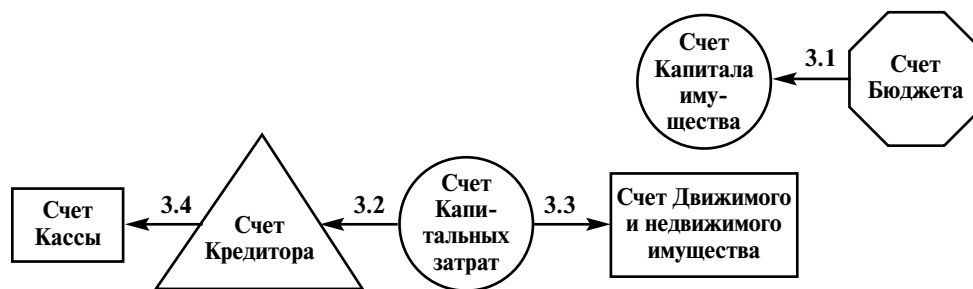 Счет
Капитала
иму-
щества
3.1
Счет
Бюджета
Счет
Кассы
3.4
Счет
Кредитора
3.2
Счет
Капи-
тальных
затрат
3.3
Счет Движимого
и недвижимого
имущества